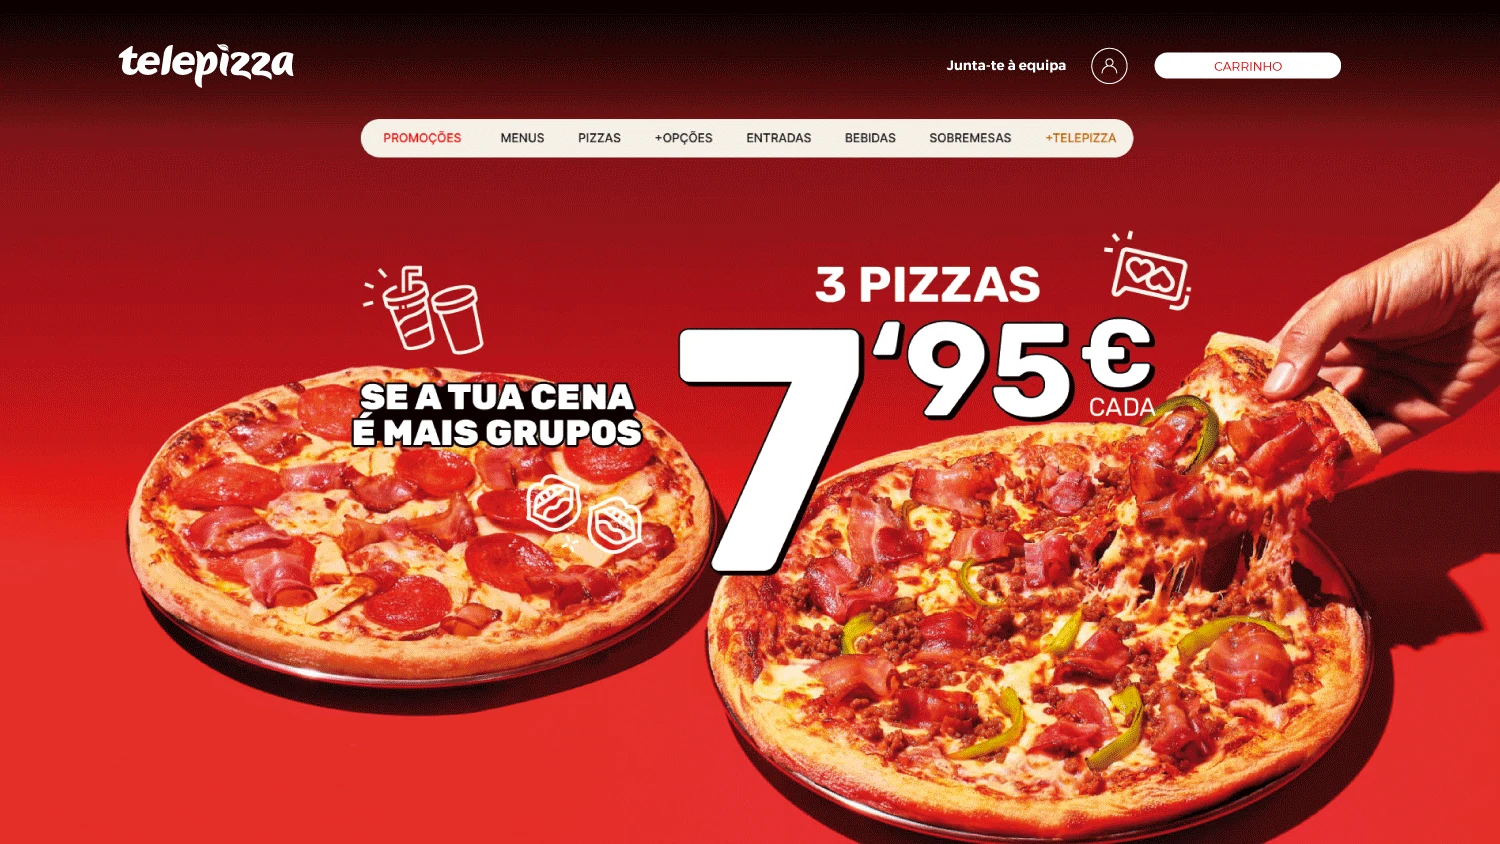 telepizza
Junta-te à equipa
CARRINHO
PROMOÇÕES MENUS PIZZAS +OPÇÕES ENTRADAS BEBIDAS SOBREMESAS +TELEPIZZA
SE A TUA CENA
É MAIS GRUPOS
3 PIZZAS
7'95€
CADA